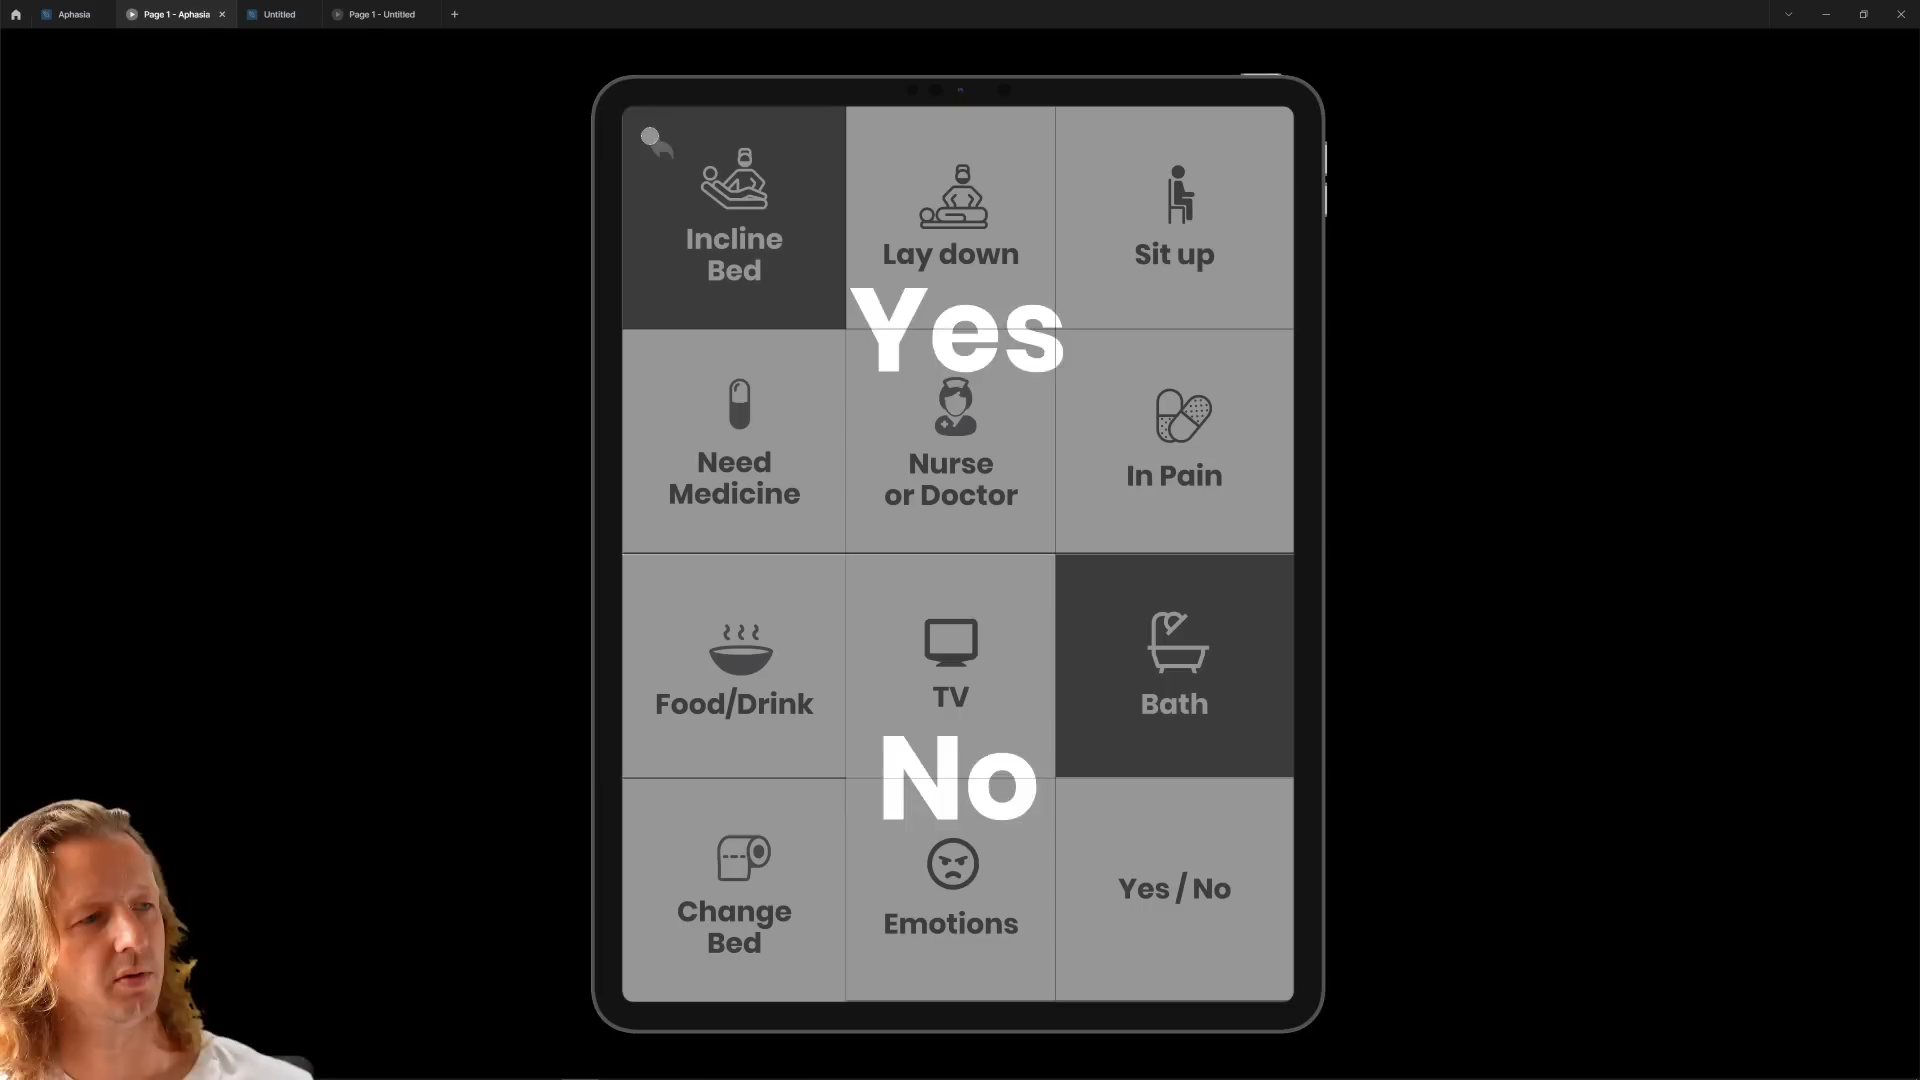 Aphasia
Page 1 - Aphasia
Untitled
Page 1 - Untitled
Incline
Bed
Lay down
Sit up
Yes
Need
Medicine
Nurse
or Doctor
In Pain
Food/Drink
TV
Bath
No
Change
Bed
Emotions
Yes / No